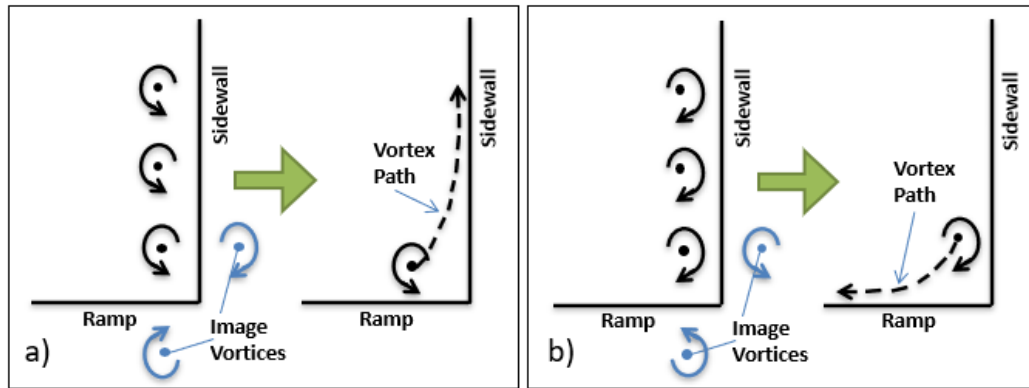 Sidewall
Sidewall
Vortex
Path
Ramp
Ramp
Image
Vortices
a)
Sidewall
Sidewall
Vortex
Path
Ramp
Ramp
Image
Vortices
b)